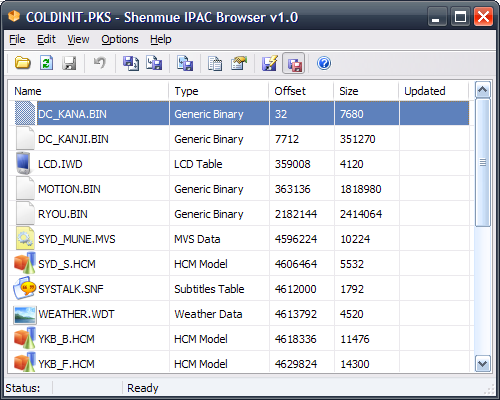 COLDINIT.PKS - Shenmue IPAC Browser v1.0
File Edit View Options Help
Name Type Offset Size Updated
DC_KANA.BIN Generic Binary 32 7680
DC_KANJI.BIN Generic Binary 7712 351270
LCD.IWD LCD Table 359008 4120
MOTION.BIN Generic Binary 363136 1818980
RYOU.BIN Generic Binary 2182144 2414064
SYD_MUNE.MVS MVS Data 4596224 10224
SYD_S.HCM HCM Model 4606464 5532
SYSTALK.SNF Subtitles Table 4612000 1792
WEATHER.WDT Weather Data 4613792 4520
YKB_B.HCM HCM Model 4618336 11476
YKB_F.HCM HCM Model 4629824 14300
Status: Ready